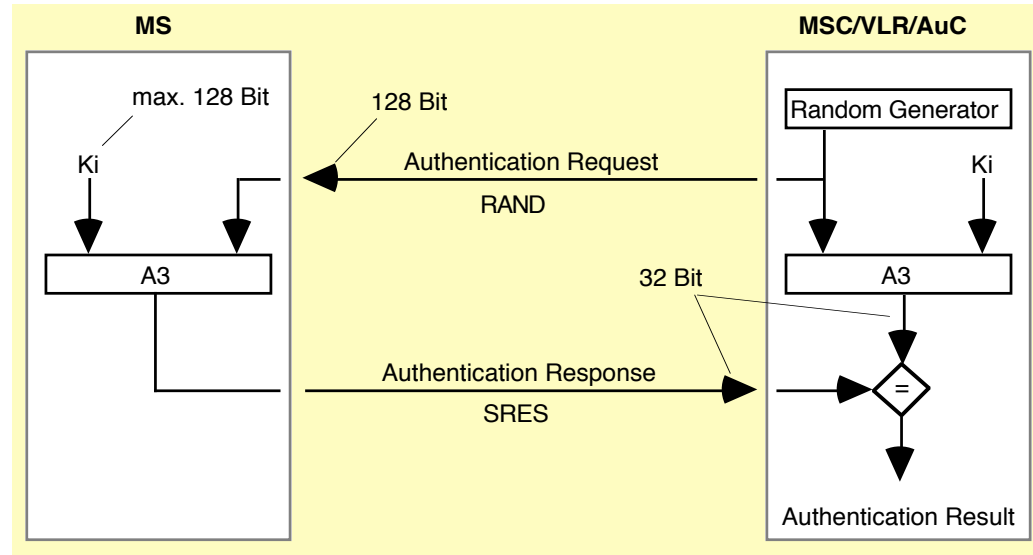 MS
MSC/VLR/AuC
max. 128 Bit
128 Bit
Random Generator
Ki
Authentication Request
Ki
RAND
A3
32 Bit
A3
Authentication Response
=
SRES
Authentication Result